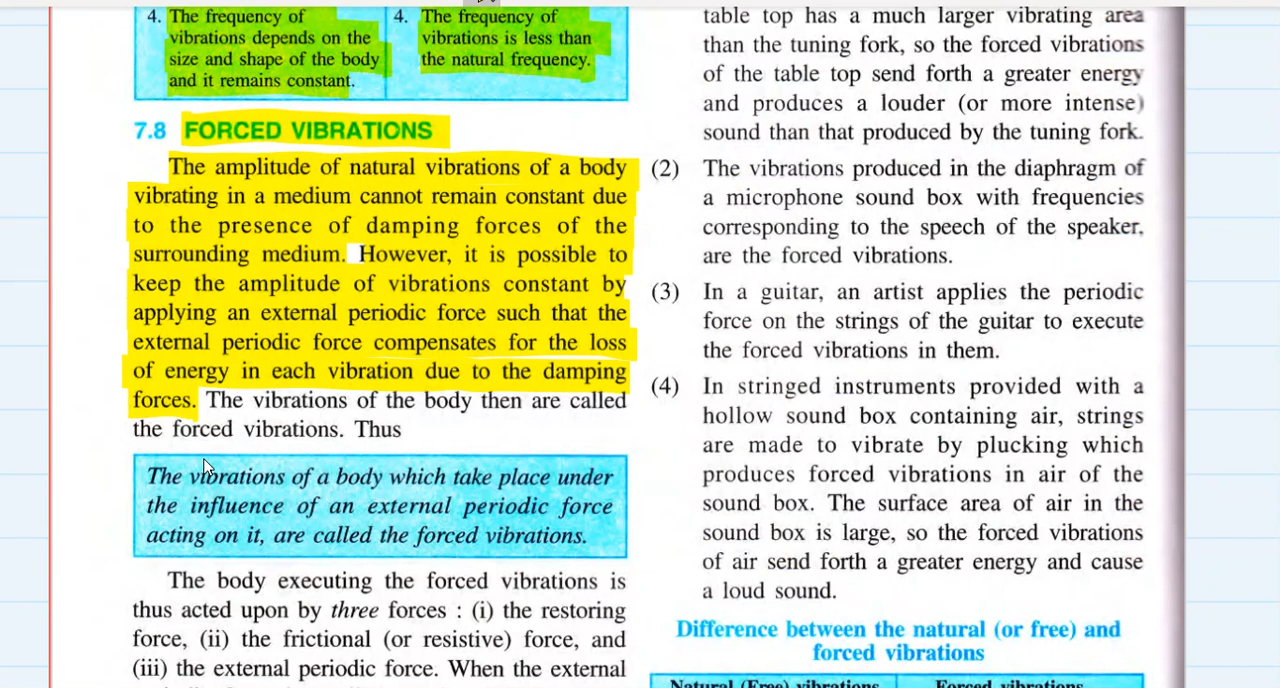 4. The frequency of
vibrations depends on the
size and shape of the body
and it remains constant.
4. The frequency of
vibrations is less than
the natural frequency.
7.8 FORCED VIBRATIONS
The amplitude of natural vibrations of a body
vibrating in a medium cannot remain constant due
to the presence of damping forces of the
surrounding medium. However, it is possible to
keep the amplitude of vibrations constant by
applying an external periodic force such that the
external periodic force compensates for the loss
of energy in each vibration due to the damping
forces. The vibrations of the body then are called
the forced vibrations. Thus
The vibrations of a body which take place under
the influence of an external periodic force
acting on it, are called the forced vibrations.
The body executing the forced vibrations is
thus acted upon by three forces : (i) the restoring
force, (ii) the frictional (or resistive) force, and
(iii) the external periodic force. When the external
table top has a much larger vibrating area
than the tuning fork, so the forced vibrations
of the table top send forth a greater energy
and produces a louder (or more intense)
sound than that produced by the tuning fork.
(2) The vibrations produced in the diaphragm of
a microphone sound box with frequencies
corresponding to the speech of the speaker,
are the forced vibrations.
(3) In a guitar, an artist applies the periodic
force on the strings of the guitar to execute
the forced vibrations in them.
(4) In stringed instruments provided with a
hollow sound box containing air, strings
are made to vibrate by plucking which
produces forced vibrations in air of the
sound box. The surface area of air in the
sound box is large, so the forced vibrations
of air send forth a greater energy and cause
a loud sound.
Difference between the natural (or free) and
forced vibrations
Natural (Free) vibrations
Forced vibrations